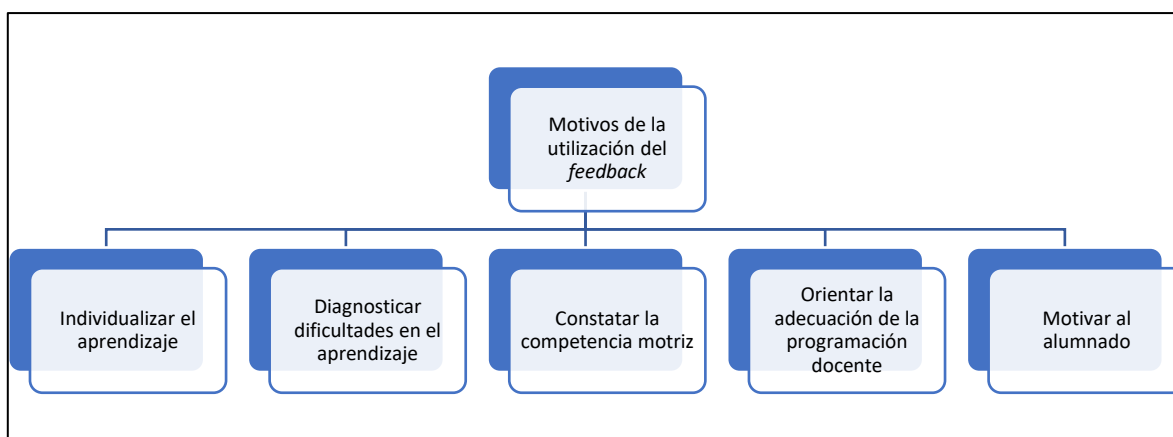 Motivos de la
utilización del
feedback
Individualizar el
aprendizaje
Diagnosticar
dificultades en el
aprendizaje
Constatar la
competencia motriz
Orientar la
adecuación de la
programación
docente
Motivar al
alumnado